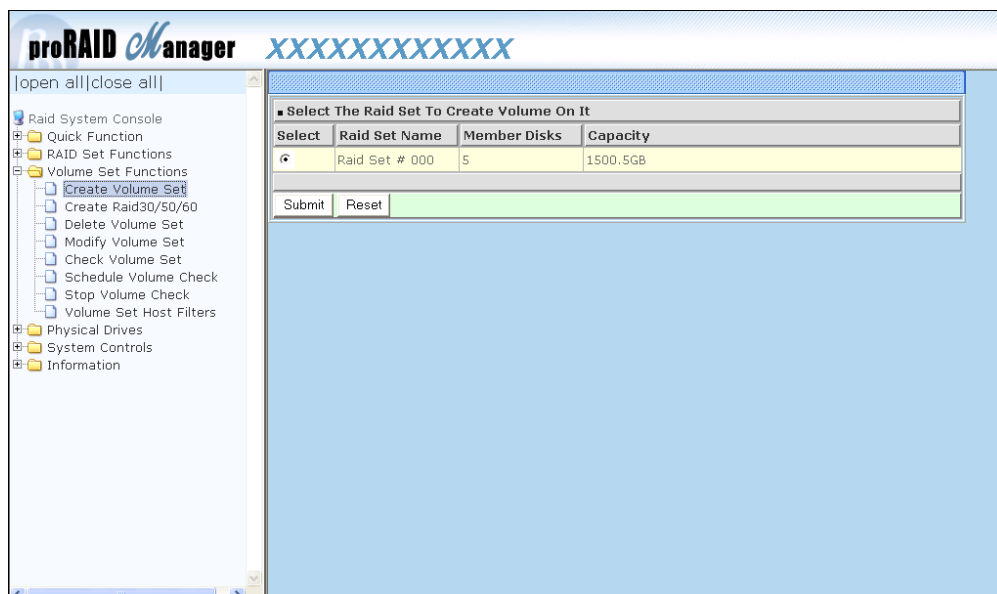 proRAID Manager XXXXXXXXXXXX
|open all|close all|
Raid System Console
Quick Function
RAID Set Functions
Volume Set Functions
Create Volume Set
Create Raid30/50/60
Delete Volume Set
Modify Volume Set
Check Volume Set
Schedule Volume Check
Stop Volume Check
Volume Set Host Filters
Physical Drives
System Controls
Information
Select The Raid Set To Create Volume On It
Select Raid Set Name Member Disks Capacity
Raid Set # 000 5 1500.5GB
Submit Reset